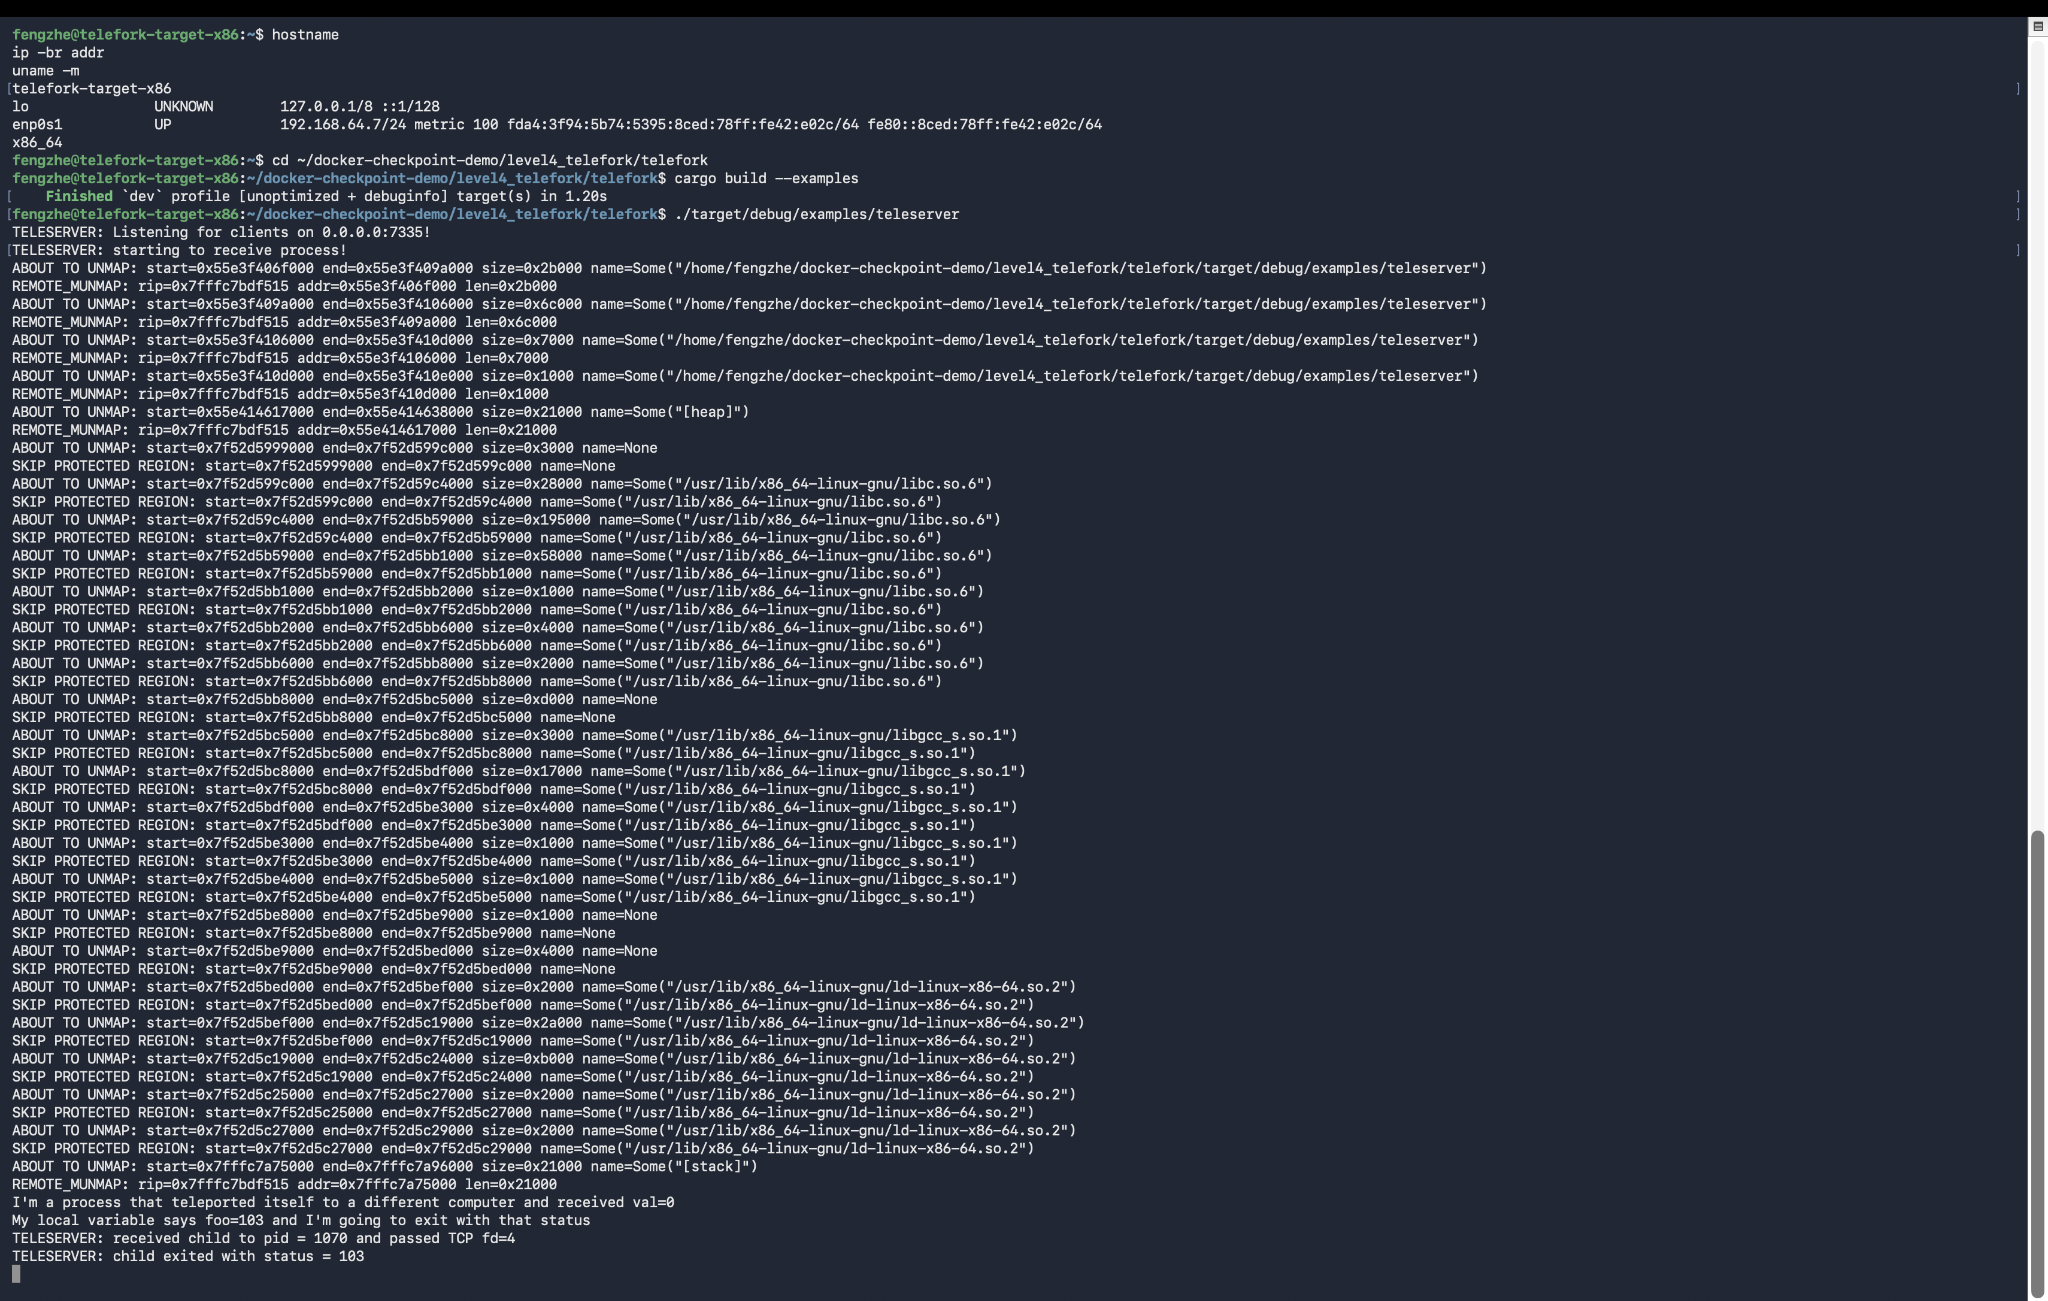 fengzhe@telefork-target-x86:~$ hostname
ip -br addr
uname -m
[telefork-target-x86 ]
lo               UNKNOWN        127.0.0.1/8 ::1/128
enp0s1           UP             192.168.64.7/24 metric 100 fda4:3f94:5b74:5395:8ced:78ff:fe42:e02c/64 fe80::8ced:78ff:fe42:e02c/64
x86_64
fengzhe@telefork-target-x86:~$ cd ~/docker-checkpoint-demo/level4_telefork/telefork
fengzhe@telefork-target-x86:~/docker-checkpoint-demo/level4_telefork/telefork$ cargo build --examples
[    Finished `dev` profile [unoptimized + debuginfo] target(s) in 1.20s ]
[fengzhe@telefork-target-x86:~/docker-checkpoint-demo/level4_telefork/telefork$ ./target/debug/examples/teleserver ]
TELESERVER: Listening for clients on 0.0.0.0:7335!
[TELESERVER: starting to receive process! ]
ABOUT TO UNMAP: start=0x55e3f406f000 end=0x55e3f409a000 size=0x2b000 name=Some("/home/fengzhe/docker-checkpoint-demo/level4_telefork/telefork/target/debug/examples/teleserver")
REMOTE_MUNMAP: rip=0x7fffc7bdf515 addr=0x55e3f406f000 len=0x2b000
ABOUT TO UNMAP: start=0x55e3f409a000 end=0x55e3f4106000 size=0x6c000 name=Some("/home/fengzhe/docker-checkpoint-demo/level4_telefork/telefork/target/debug/examples/teleserver")
REMOTE_MUNMAP: rip=0x7fffc7bdf515 addr=0x55e3f409a000 len=0x6c000
ABOUT TO UNMAP: start=0x55e3f4106000 end=0x55e3f410d000 size=0x7000 name=Some("/home/fengzhe/docker-checkpoint-demo/level4_telefork/telefork/target/debug/examples/teleserver")
REMOTE_MUNMAP: rip=0x7fffc7bdf515 addr=0x55e3f4106000 len=0x7000
ABOUT TO UNMAP: start=0x55e3f410d000 end=0x55e3f410e000 size=0x1000 name=Some("/home/fengzhe/docker-checkpoint-demo/level4_telefork/telefork/target/debug/examples/teleserver")
REMOTE_MUNMAP: rip=0x7fffc7bdf515 addr=0x55e3f410d000 len=0x1000
ABOUT TO UNMAP: start=0x55e414617000 end=0x55e414638000 size=0x21000 name=Some("[heap]")
REMOTE_MUNMAP: rip=0x7fffc7bdf515 addr=0x55e414617000 len=0x21000
ABOUT TO UNMAP: start=0x7f52d5999000 end=0x7f52d599c000 size=0x3000 name=None
SKIP PROTECTED REGION: start=0x7f52d5999000 end=0x7f52d599c000 name=None
ABOUT TO UNMAP: start=0x7f52d599c000 end=0x7f52d59c4000 size=0x28000 name=Some("/usr/lib/x86_64-linux-gnu/libc.so.6")
SKIP PROTECTED REGION: start=0x7f52d599c000 end=0x7f52d59c4000 name=Some("/usr/lib/x86_64-linux-gnu/libc.so.6")
ABOUT TO UNMAP: start=0x7f52d59c4000 end=0x7f52d5b59000 size=0x195000 name=Some("/usr/lib/x86_64-linux-gnu/libc.so.6")
SKIP PROTECTED REGION: start=0x7f52d59c4000 end=0x7f52d5b59000 name=Some("/usr/lib/x86_64-linux-gnu/libc.so.6")
ABOUT TO UNMAP: start=0x7f52d5b59000 end=0x7f52d5bb1000 size=0x58000 name=Some("/usr/lib/x86_64-linux-gnu/libc.so.6")
SKIP PROTECTED REGION: start=0x7f52d5b59000 end=0x7f52d5bb1000 name=Some("/usr/lib/x86_64-linux-gnu/libc.so.6")
ABOUT TO UNMAP: start=0x7f52d5bb1000 end=0x7f52d5bb2000 size=0x1000 name=Some("/usr/lib/x86_64-linux-gnu/libc.so.6")
SKIP PROTECTED REGION: start=0x7f52d5bb1000 end=0x7f52d5bb2000 name=Some("/usr/lib/x86_64-linux-gnu/libc.so.6")
ABOUT TO UNMAP: start=0x7f52d5bb2000 end=0x7f52d5bb6000 size=0x4000 name=Some("/usr/lib/x86_64-linux-gnu/libc.so.6")
SKIP PROTECTED REGION: start=0x7f52d5bb2000 end=0x7f52d5bb6000 name=Some("/usr/lib/x86_64-linux-gnu/libc.so.6")
ABOUT TO UNMAP: start=0x7f52d5bb6000 end=0x7f52d5bb8000 size=0x2000 name=Some("/usr/lib/x86_64-linux-gnu/libc.so.6")
SKIP PROTECTED REGION: start=0x7f52d5bb6000 end=0x7f52d5bb8000 name=Some("/usr/lib/x86_64-linux-gnu/libc.so.6")
ABOUT TO UNMAP: start=0x7f52d5bb8000 end=0x7f52d5bc5000 size=0xd000 name=None
SKIP PROTECTED REGION: start=0x7f52d5bb8000 end=0x7f52d5bc5000 name=None
ABOUT TO UNMAP: start=0x7f52d5bc5000 end=0x7f52d5bc8000 size=0x3000 name=Some("/usr/lib/x86_64-linux-gnu/libgcc_s.so.1")
SKIP PROTECTED REGION: start=0x7f52d5bc5000 end=0x7f52d5bc8000 name=Some("/usr/lib/x86_64-linux-gnu/libgcc_s.so.1")
ABOUT TO UNMAP: start=0x7f52d5bc8000 end=0x7f52d5bdf000 size=0x17000 name=Some("/usr/lib/x86_64-linux-gnu/libgcc_s.so.1")
SKIP PROTECTED REGION: start=0x7f52d5bc8000 end=0x7f52d5bdf000 name=Some("/usr/lib/x86_64-linux-gnu/libgcc_s.so.1")
ABOUT TO UNMAP: start=0x7f52d5bdf000 end=0x7f52d5be3000 size=0x4000 name=Some("/usr/lib/x86_64-linux-gnu/libgcc_s.so.1")
SKIP PROTECTED REGION: start=0x7f52d5bdf000 end=0x7f52d5be3000 name=Some("/usr/lib/x86_64-linux-gnu/libgcc_s.so.1")
ABOUT TO UNMAP: start=0x7f52d5be3000 end=0x7f52d5be4000 size=0x1000 name=Some("/usr/lib/x86_64-linux-gnu/libgcc_s.so.1")
SKIP PROTECTED REGION: start=0x7f52d5be3000 end=0x7f52d5be4000 name=Some("/usr/lib/x86_64-linux-gnu/libgcc_s.so.1")
ABOUT TO UNMAP: start=0x7f52d5be4000 end=0x7f52d5be5000 size=0x1000 name=Some("/usr/lib/x86_64-linux-gnu/libgcc_s.so.1")
SKIP PROTECTED REGION: start=0x7f52d5be4000 end=0x7f52d5be5000 name=Some("/usr/lib/x86_64-linux-gnu/libgcc_s.so.1")
ABOUT TO UNMAP: start=0x7f52d5be8000 end=0x7f52d5be9000 size=0x1000 name=None
SKIP PROTECTED REGION: start=0x7f52d5be8000 end=0x7f52d5be9000 name=None
ABOUT TO UNMAP: start=0x7f52d5be9000 end=0x7f52d5bed000 size=0x4000 name=None
SKIP PROTECTED REGION: start=0x7f52d5be9000 end=0x7f52d5bed000 name=None
ABOUT TO UNMAP: start=0x7f52d5bed000 end=0x7f52d5bef000 size=0x2000 name=Some("/usr/lib/x86_64-linux-gnu/ld-linux-x86-64.so.2")
SKIP PROTECTED REGION: start=0x7f52d5bed000 end=0x7f52d5bef000 name=Some("/usr/lib/x86_64-linux-gnu/ld-linux-x86-64.so.2")
ABOUT TO UNMAP: start=0x7f52d5bef000 end=0x7f52d5c19000 size=0x2a000 name=Some("/usr/lib/x86_64-linux-gnu/ld-linux-x86-64.so.2")
SKIP PROTECTED REGION: start=0x7f52d5bef000 end=0x7f52d5c19000 name=Some("/usr/lib/x86_64-linux-gnu/ld-linux-x86-64.so.2")
ABOUT TO UNMAP: start=0x7f52d5c19000 end=0x7f52d5c24000 size=0xb000 name=Some("/usr/lib/x86_64-linux-gnu/ld-linux-x86-64.so.2")
SKIP PROTECTED REGION: start=0x7f52d5c19000 end=0x7f52d5c24000 name=Some("/usr/lib/x86_64-linux-gnu/ld-linux-x86-64.so.2")
ABOUT TO UNMAP: start=0x7f52d5c25000 end=0x7f52d5c27000 size=0x2000 name=Some("/usr/lib/x86_64-linux-gnu/ld-linux-x86-64.so.2")
SKIP PROTECTED REGION: start=0x7f52d5c25000 end=0x7f52d5c27000 name=Some("/usr/lib/x86_64-linux-gnu/ld-linux-x86-64.so.2")
ABOUT TO UNMAP: start=0x7f52d5c27000 end=0x7f52d5c29000 size=0x2000 name=Some("/usr/lib/x86_64-linux-gnu/ld-linux-x86-64.so.2")
SKIP PROTECTED REGION: start=0x7f52d5c27000 end=0x7f52d5c29000 name=Some("/usr/lib/x86_64-linux-gnu/ld-linux-x86-64.so.2")
ABOUT TO UNMAP: start=0x7fffc7a75000 end=0x7fffc7a96000 size=0x21000 name=Some("[stack]")
REMOTE_MUNMAP: rip=0x7fffc7bdf515 addr=0x7fffc7a75000 len=0x21000
I'm a process that teleported itself to a different computer and received val=0
My local variable says foo=103 and I'm going to exit with that status
TELESERVER: received child to pid = 1070 and passed TCP fd=4
TELESERVER: child exited with status = 103